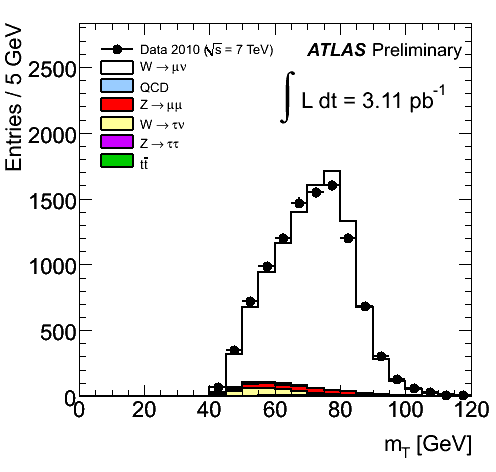 Entries / 5 GeV
Data 2010 (√s = 7 TeV)
W → μν
QCD
Z → μμ
W → τν
Z → ττ
tt̄
ATLAS Preliminary
∫ L dt = 3.11 pb⁻¹
2500
2000
1500
1000
500
0
0 20 40 60 80 100 120
m_T [GeV]